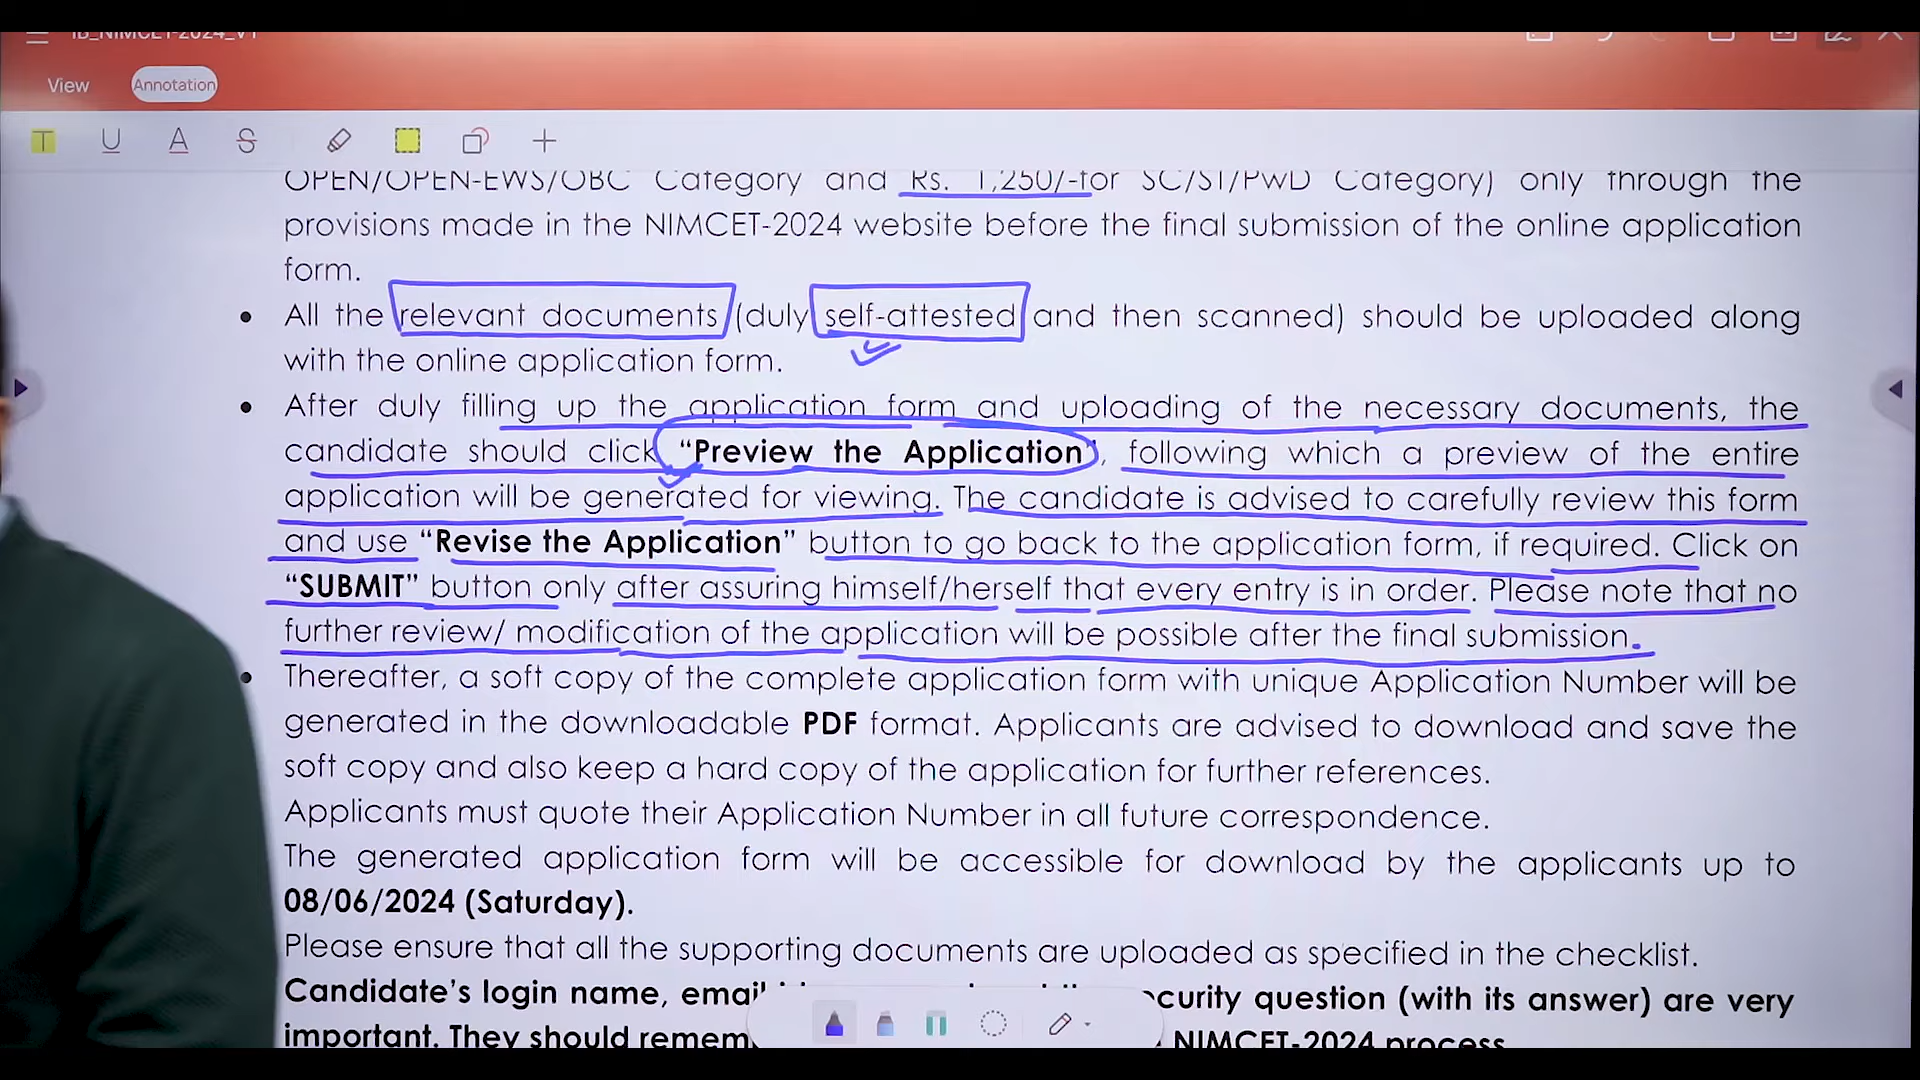 IB_NIMCET-2024_V1
View
Annotation
T U A S
OPEN/OPEN-EWS/OBC Category and Rs. 1,250/-for SC/ST/PwD Category) only through the
provisions made in the NIMCET-2024 website before the final submission of the online application
form.
• All the relevant documents (duly self-attested and then scanned) should be uploaded along
with the online application form.
• After duly filling up the application form and uploading of the necessary documents, the
candidate should click “Preview the Application”, following which a preview of the entire
application will be generated for viewing. The candidate is advised to carefully review this form
and use “Revise the Application” button to go back to the application form, if required. Click on
“SUBMIT” button only after assuring himself/herself that every entry is in order. Please note that no
further review/ modification of the application will be possible after the final submission.
• Thereafter, a soft copy of the complete application form with unique Application Number will be
generated in the downloadable PDF format. Applicants are advised to download and save the
soft copy and also keep a hard copy of the application for further references.
Applicants must quote their Application Number in all future correspondence.
The generated application form will be accessible for download by the applicants up to
08/06/2024 (Saturday).
Please ensure that all the supporting documents are uploaded as specified in the checklist.
Candidate’s login name, email question (with its answer) are very
important. They should NIMCET-2024 process